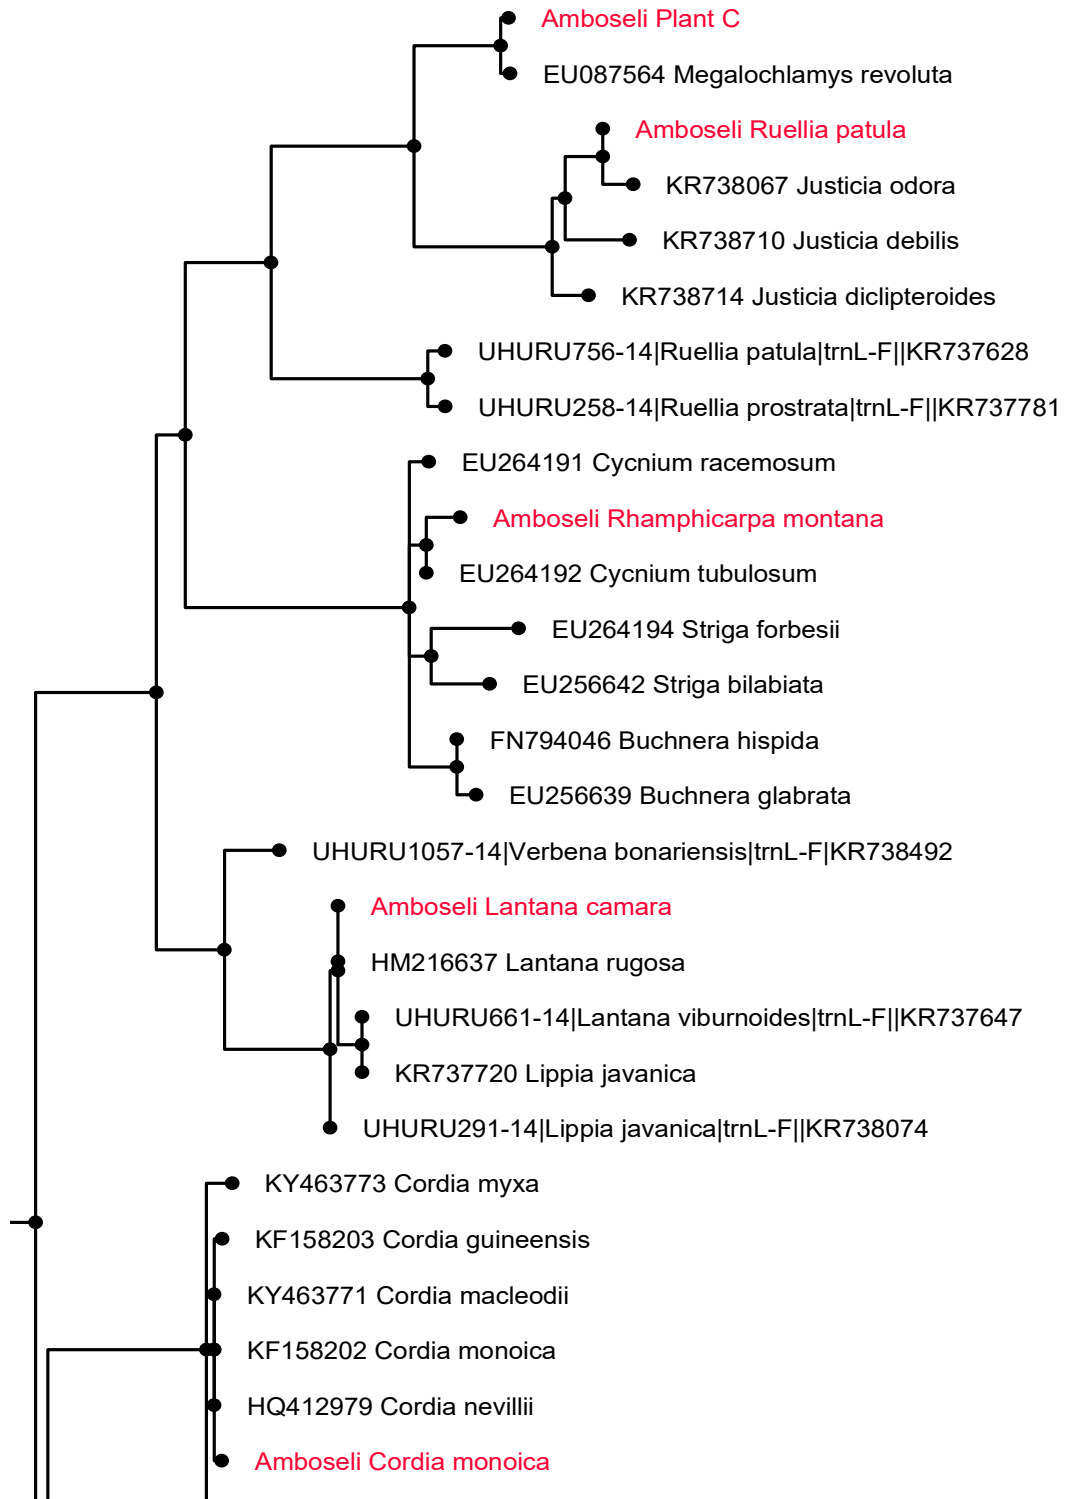 Amboseli Plant C
EU087564 Megalochlamys revoluta
Amboseli Ruellia patula
KR738067 Justicia odora
KR738710 Justicia debilis
KR738714 Justicia diclipteroides
UHURU756-14|Ruellia patula|trnL-F||KR737628
UHURU258-14|Ruellia prostrata|trnL-F||KR737781
EU264191 Cycnium racemosum
Amboseli Rhamphicarpa montana
EU264192 Cycnium tubulosum
EU264194 Striga forbesii
EU256642 Striga bilabiata
FN794046 Buchnera hispida
EU256639 Buchnera glabrata
UHURU1057-14|Verbena bonariensis|trnL-F|KR738492
Amboseli Lantana camara
HM216637 Lantana rugosa
UHURU661-14|Lantana viburnoides|trnL-F||KR737647
KR737720 Lippia javanica
UHURU291-14|Lippia javanica|trnL-F||KR738074
KY463773 Cordia myxa
KF158203 Cordia guineensis
KY463771 Cordia macleodii
KF158202 Cordia monoica
HQ412979 Cordia nevillii
Amboseli Cordia monoica